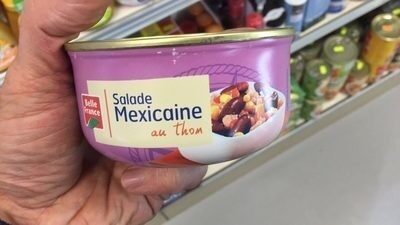 Belle
France
Salade
Mexicaine
au thon